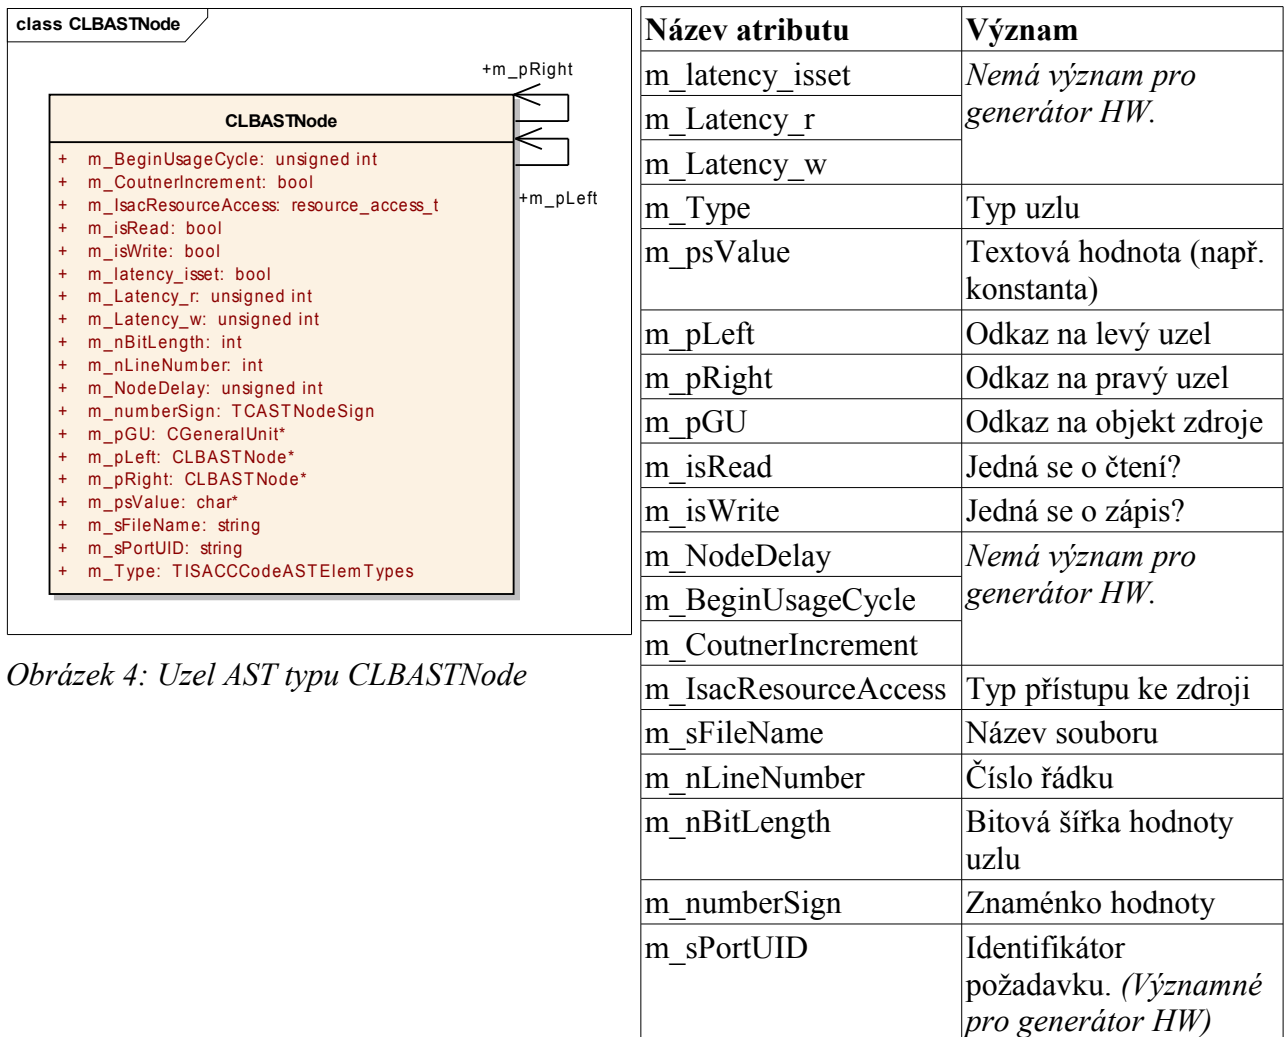 class CLBASTNode
+m_pRight
CLBASTNode
+ m_BeginUsageCycle: unsigned int
+ m_CoutnerIncrement: bool
+ m_IsacResourceAccess: resource_access_t
+m_pLeft
+ m_isRead: bool
+ m_isWrite: bool
+ m_latency_isset: bool
+ m_Latency_r: unsigned int
+ m_Latency_w: unsigned int
+ m_nBitLength: int
+ m_nLineNumber: int
+ m_NodeDelay: unsigned int
+ m_numberSign: TCASTNodeSign
+ m_pGU: CGeneralUnit*
+ m_pLeft: CLBASTNode*
+ m_pRight: CLBASTNode*
+ m_psValue: char*
+ m_sFileName: string
+ m_sPortUID: string
+ m_Type: TISACCCodeASTElemTypes
Obrázek 4: Uzel AST typu CLBASTNode
Název atributu Význam
m_latency_isset Nemá význam pro
m_Latency_r generátor HW.
m_Latency_w
m_Type Typ uzlu
m_psValue Textová hodnota (např.
konstanta)
m_pLeft Odkaz na levý uzel
m_pRight Odkaz na pravý uzel
m_pGU Odkaz na objekt zdroje
m_isRead Jedná se o čtení?
m_isWrite Jedná se o zápis?
m_NodeDelay Nemá význam pro
m_BeginUsageCycle generátor HW.
m_CoutnerIncrement
m_IsacResourceAccess Typ přístupu ke zdroji
m_sFileName Název souboru
m_nLineNumber Číslo řádku
m_nBitLength Bitová šířka hodnoty
uzlu
m_numberSign Znaménko hodnoty
m_sPortUID Identifikátor
požadavku. (Významné
pro generátor HW)